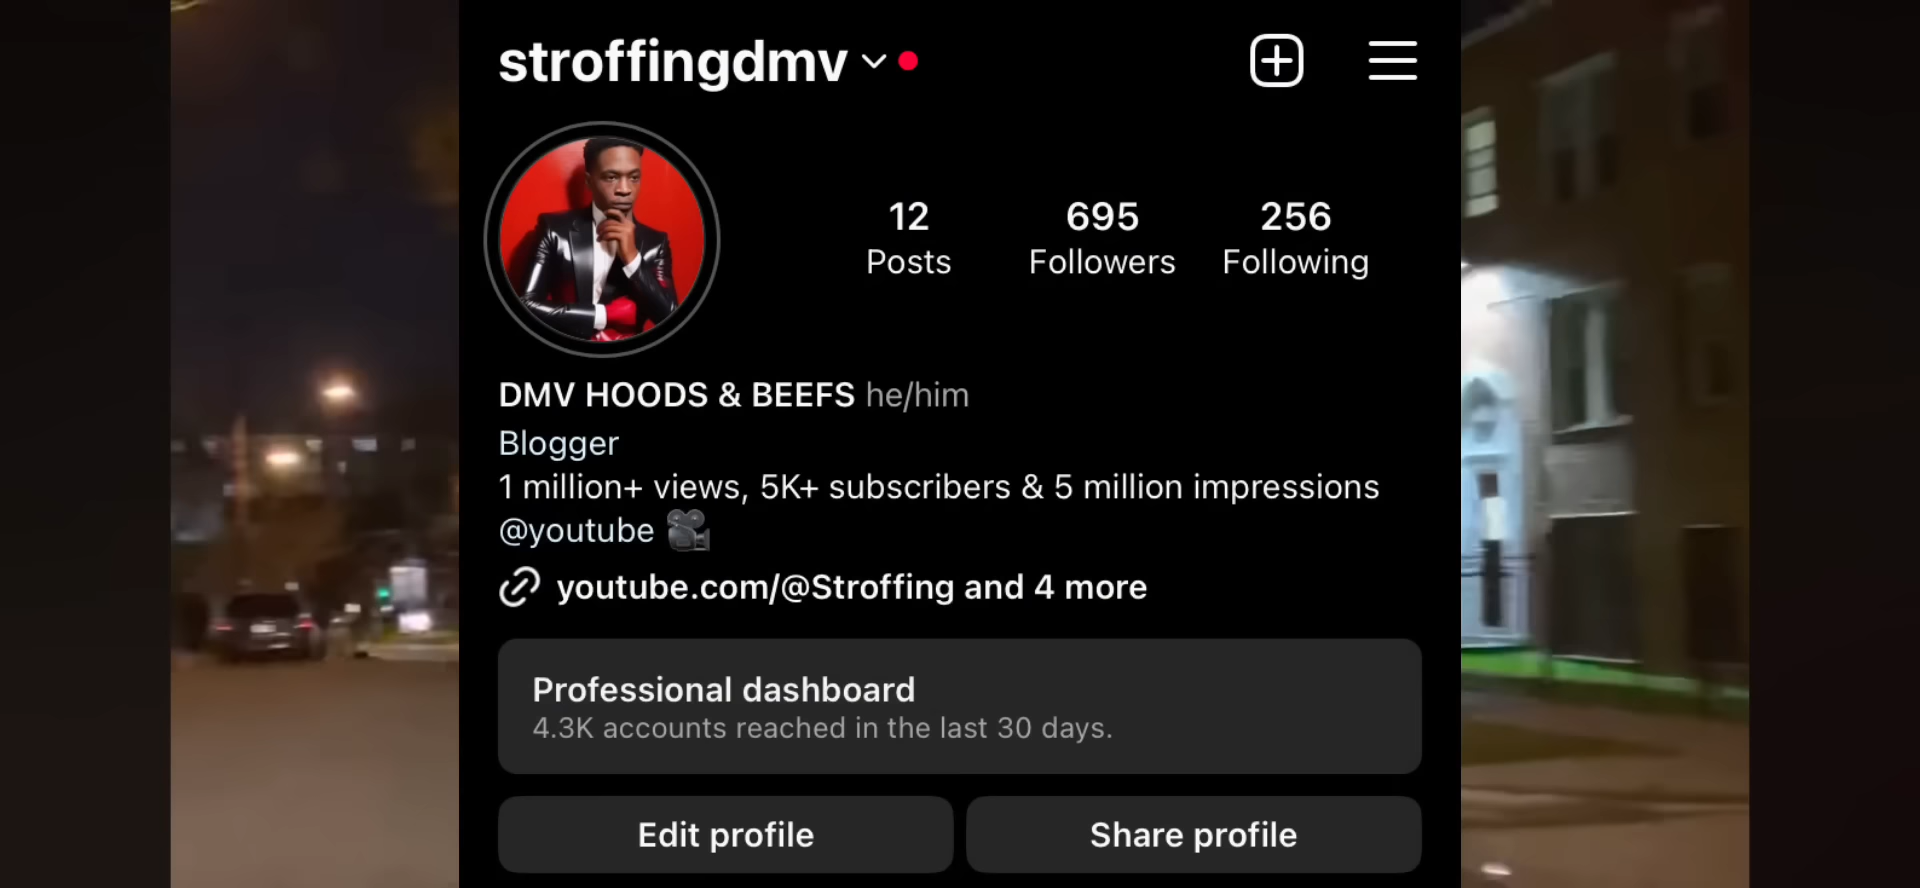 stroffingdmv
12 695 256
Posts Followers Following
DMV HOODS & BEEFS he/him
Blogger
1 million+ views, 5K+ subscribers & 5 million impressions
@youtube 🎥
youtube.com/@Stroffing and 4 more
Professional dashboard
4.3K accounts reached in the last 30 days.
Edit profile Share profile